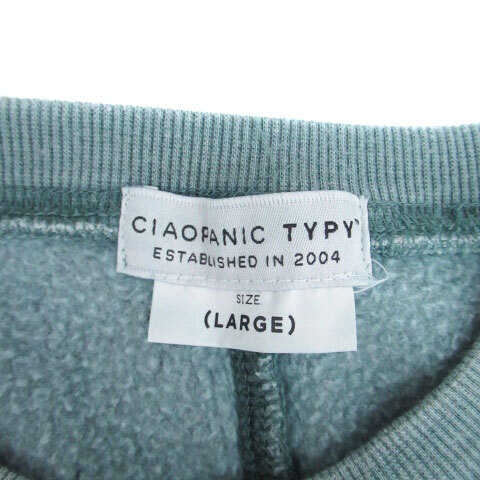 CIAOPANIC TYPY
ESTABLISHED IN 2004
SIZE.
(LARGE)